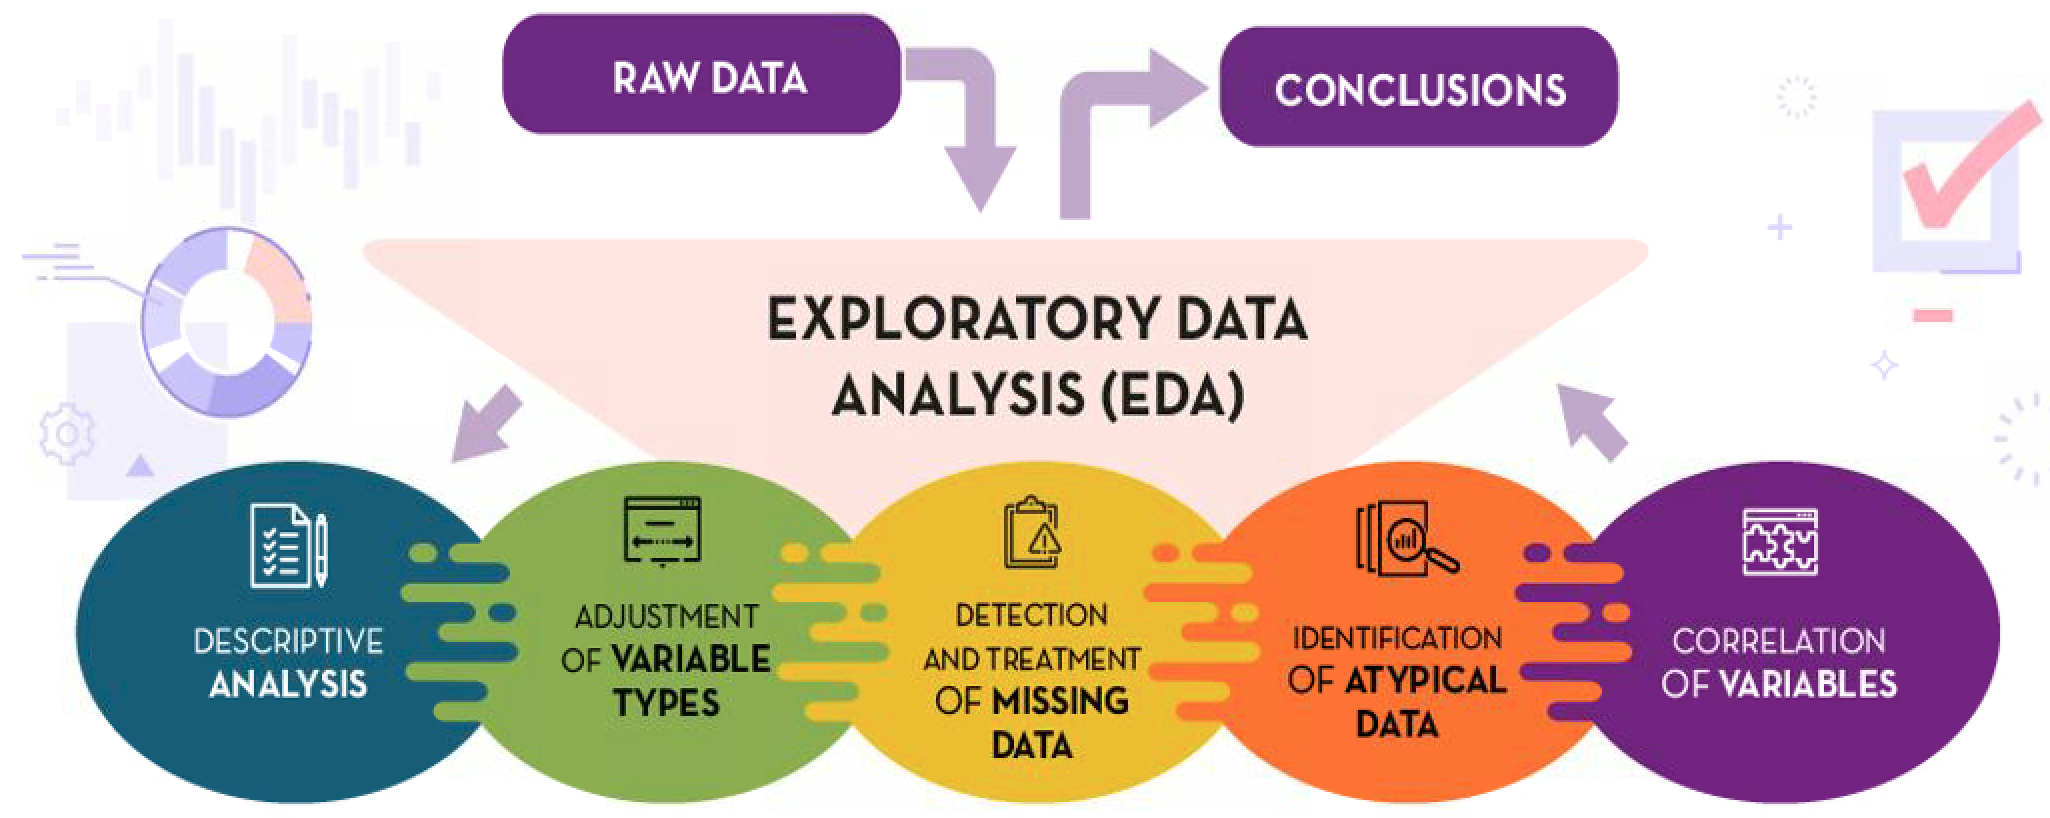 RAW DATA
CONCLUSIONS
EXPLORATORY DATA
ANALYSIS (EDA)
DESCRIPTIVE
ANALYSIS
ADJUSTMENT
OF VARIABLE
TYPES
DETECTION
AND TREATMENT
OF MISSING
DATA
IDENTIFICATION
OF ATYPICAL
DATA
CORRELATION
OF VARIABLES